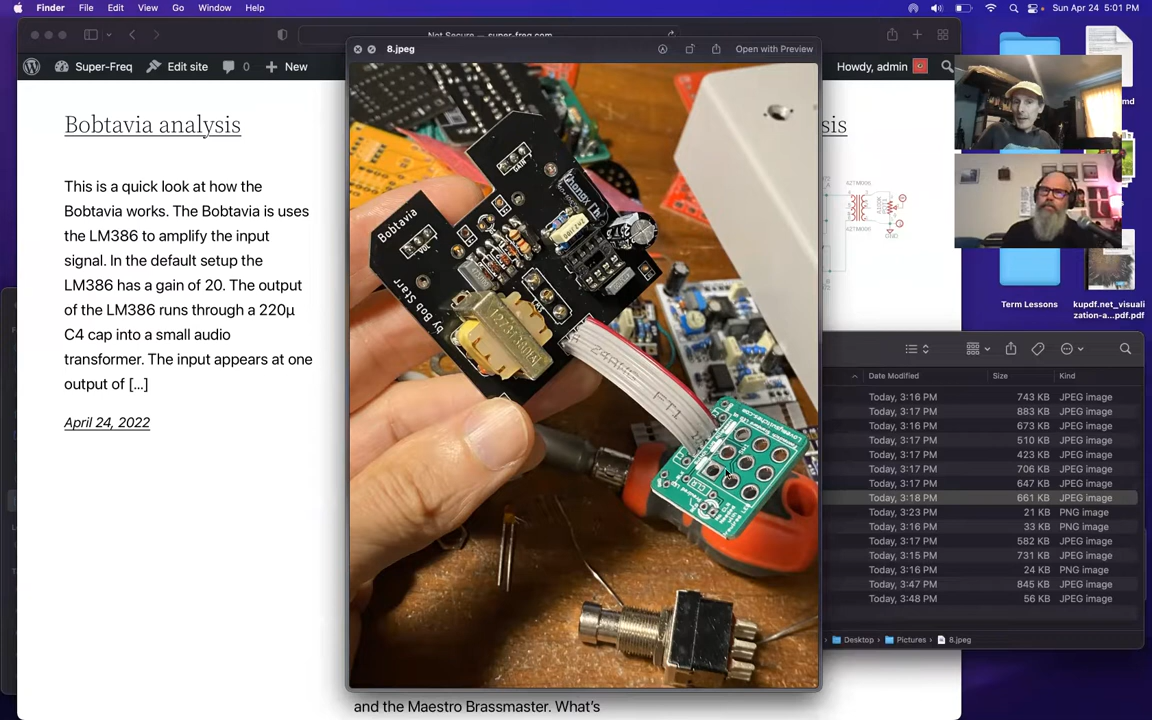 Finder File Edit View Go Window Help
Sun Apr 24 5:01 PM
8.jpeg
Open with Preview
Not Secure — super-freq.com
Super-Freq
Edit site
0
New
Howdy, admin
Bobtavia analysis
This is a quick look at how the
Bobtavia works. The Bobtavia is uses
the LM386 to amplify the input
signal. In the default setup the
LM386 has a gain of 20. The output
of the LM386 runs through a 220µ
C4 cap into a small audio
transformer. The input appears at one
output of [...]
April 24, 2022
Bobtavia
VOL
GAIN
by Bob Starr
24AWG FT1
Term Lessons
kupdf.net_visuali
zation-a...pdf.pdf
Date Modified Size Kind
Today, 3:16 PM 743 KB JPEG image
Today, 3:17 PM 883 KB JPEG image
Today, 3:16 PM 673 KB JPEG image
Today, 3:17 PM 510 KB JPEG image
Today, 3:17 PM 423 KB JPEG image
Today, 3:17 PM 706 KB JPEG image
Today, 3:17 PM 647 KB JPEG image
Today, 3:18 PM 661 KB JPEG image
Today, 3:23 PM 21 KB PNG image
Today, 3:16 PM 33 KB PNG image
Today, 3:17 PM 582 KB JPEG image
Today, 3:15 PM 731 KB JPEG image
Today, 3:16 PM 24 KB PNG image
Today, 3:47 PM 845 KB JPEG image
Today, 3:48 PM 56 KB JPEG image
Desktop › Pictures › 8.jpeg
and the Maestro Brassmaster. What's